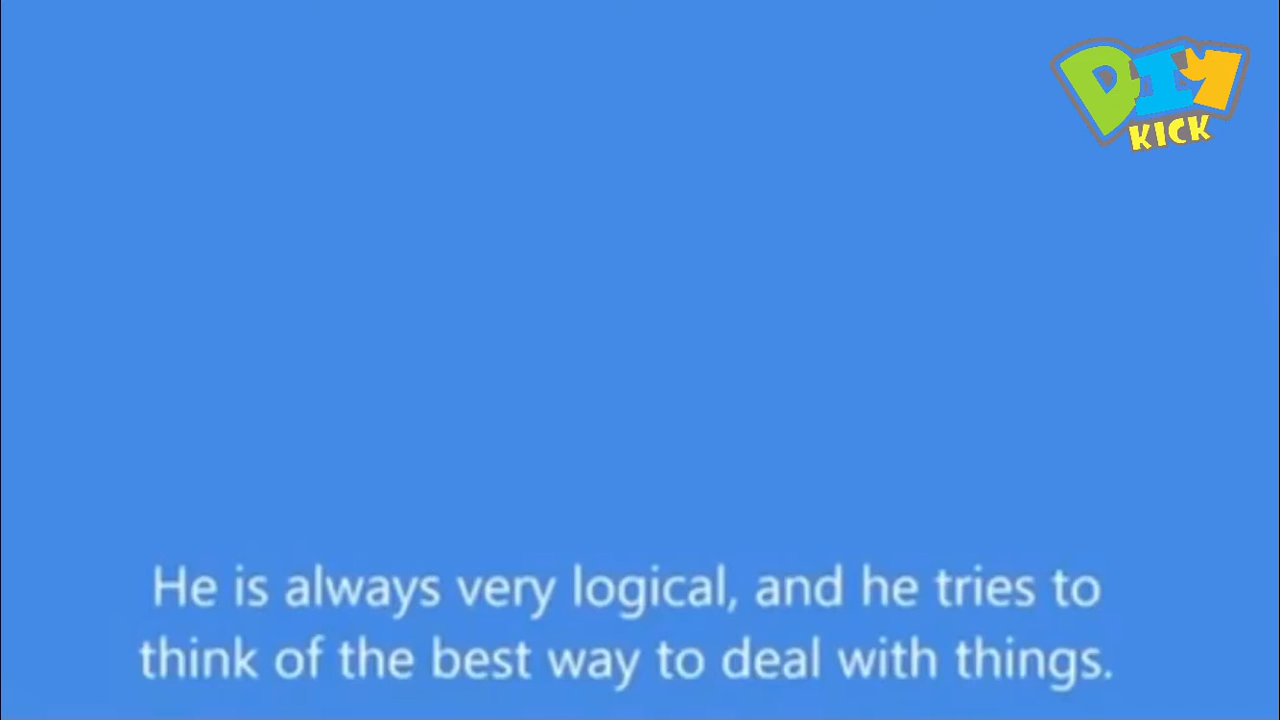 DIY
KICK
He is always very logical, and he tries to
think of the best way to deal with things.